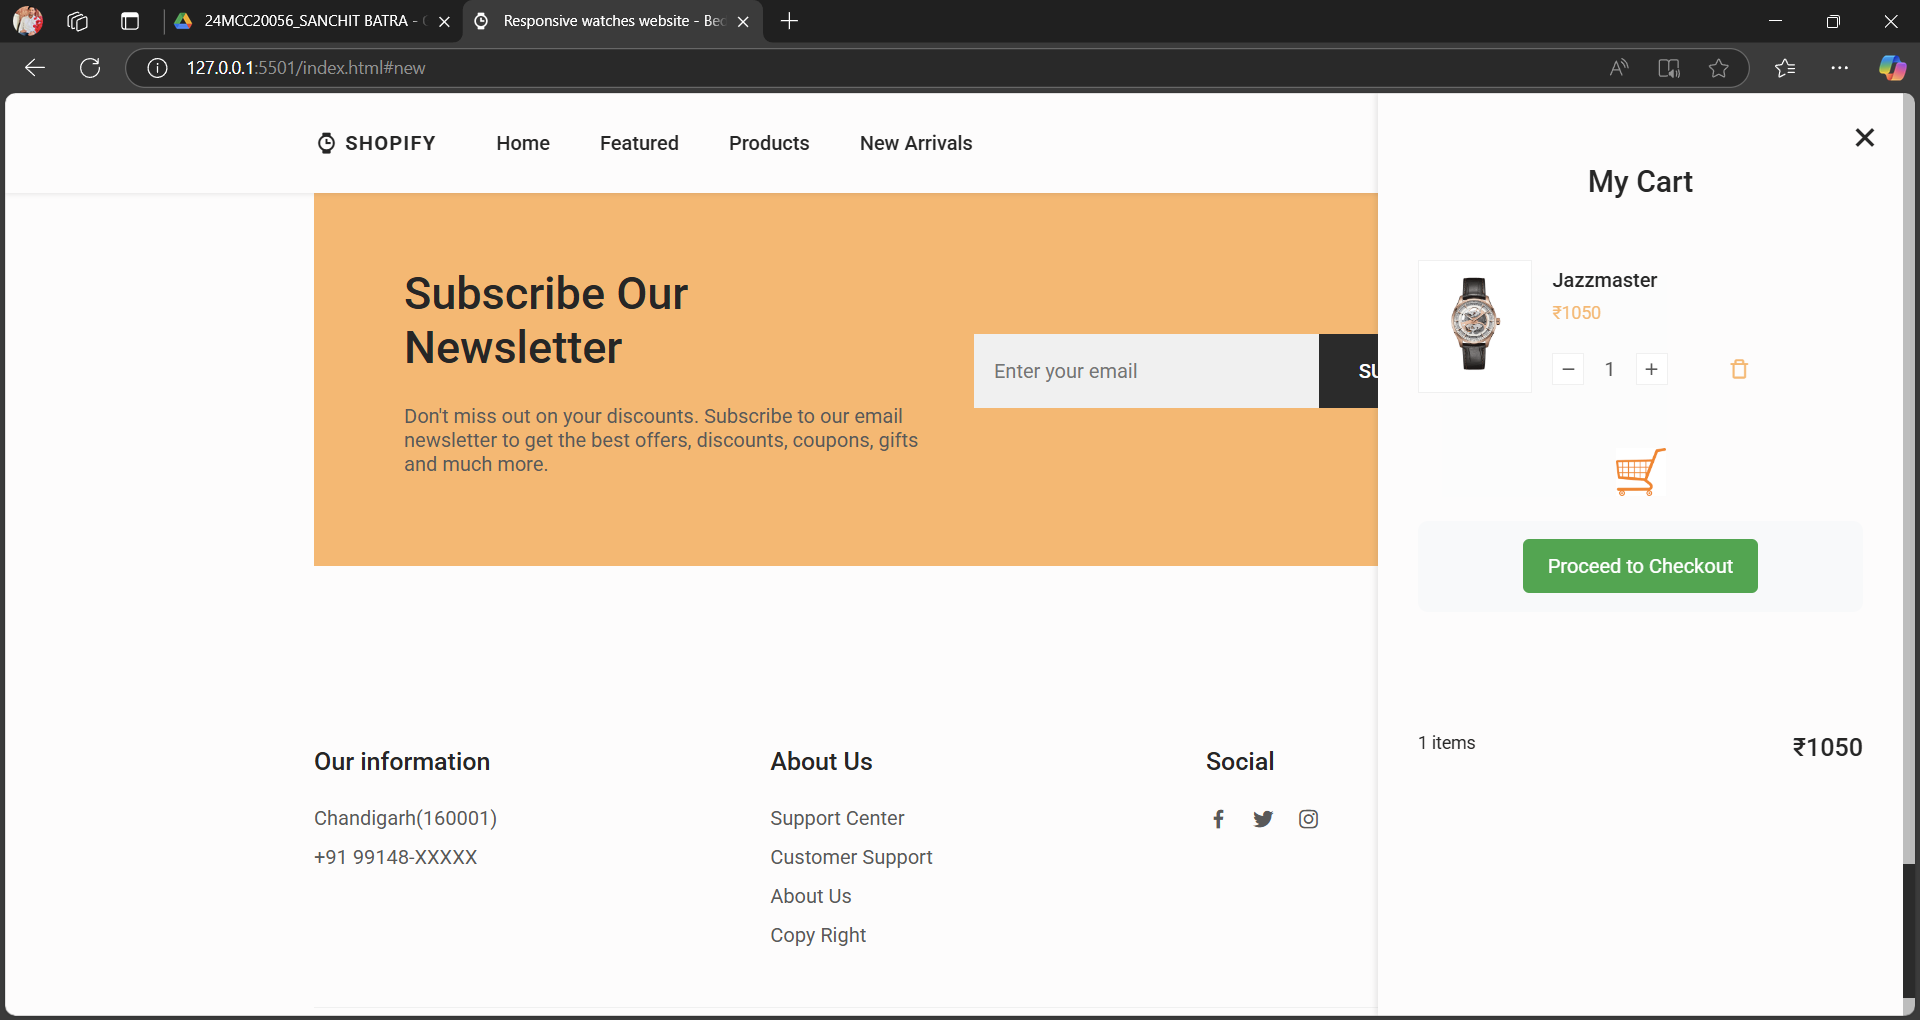 24MCC20056_SANCHIT BATRA -
Responsive watches website -
127.0.0.1:5501/index.html#new
SHOPIFY
Home
Featured
Products
New Arrivals
Subscribe Our
Newsletter
Don't miss out on your discounts. Subscribe to our email
newsletter to get the best offers, discounts, coupons, gifts
and much more.
Enter your email
SU
Our information
Chandigarh(160001)
+91 99148-XXXXX
About Us
Support Center
Customer Support
About Us
Copy Right
Social
My Cart
Jazzmaster
₹1050
− 1 +
Proceed to Checkout
1 items
₹1050